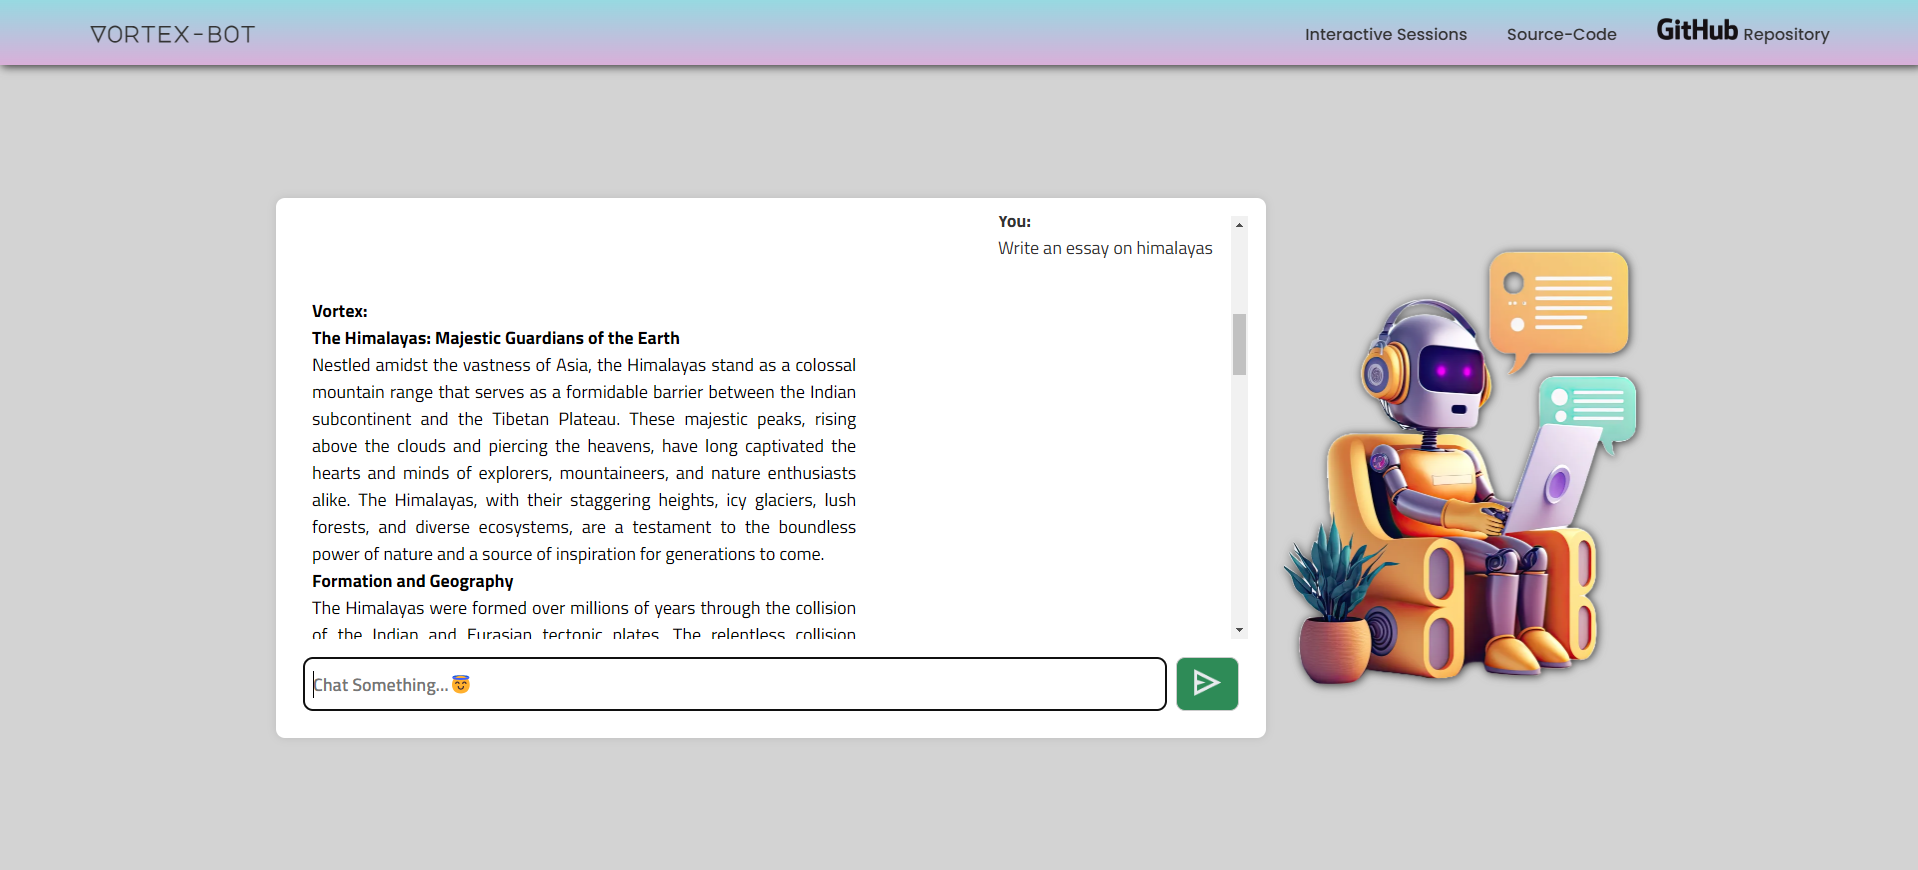 VORTEX-BOT
Interactive Sessions
Source-Code
GitHub Repository
You:
Write an essay on himalayas
Vortex:
The Himalayas: Majestic Guardians of the Earth
Nestled amidst the vastness of Asia, the Himalayas stand as a colossal
mountain range that serves as a formidable barrier between the Indian
subcontinent and the Tibetan Plateau. These majestic peaks, rising
above the clouds and piercing the heavens, have long captivated the
hearts and minds of explorers, mountaineers, and nature enthusiasts
alike. The Himalayas, with their staggering heights, icy glaciers, lush
forests, and diverse ecosystems, are a testament to the boundless
power of nature and a source of inspiration for generations to come.
Formation and Geography
The Himalayas were formed over millions of years through the collision
of the Indian and Eurasian tectonic plates. The relentless collision
Chat Something...😇